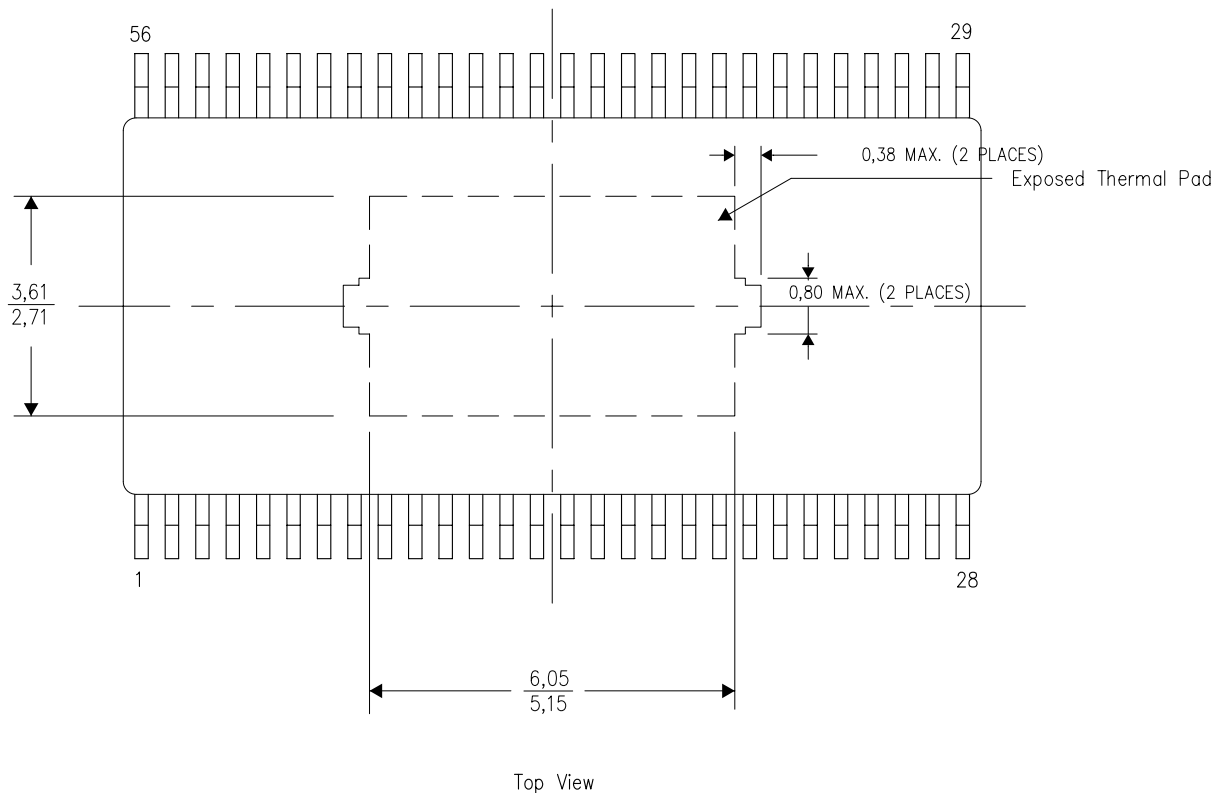 56
29
0,38 MAX. (2 PLACES)
Exposed Thermal Pad
3,61
2,71
0,80 MAX. (2 PLACES)
1
28
6,05
5,15
Top View